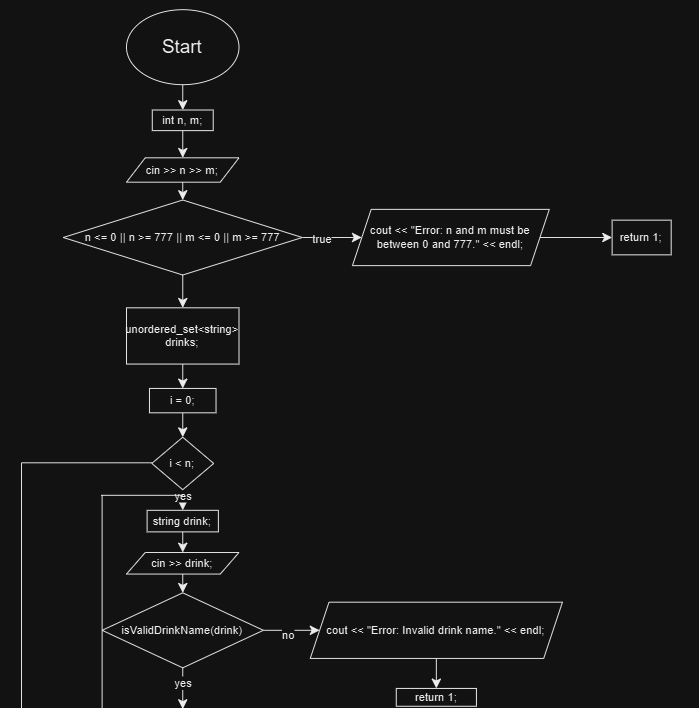 Start
int n, m;
cin >> n >> m;
n <= 0 || n >= 777 || m <= 0 || m >= 777
true
cout << "Error: n and m must be
between 0 and 777." << endl;
return 1;
unordered_set<string>
drinks;
i = 0;
i < n;
yes
string drink;
cin >> drink;
isValidDrinkName(drink)
no
cout << "Error: Invalid drink name." << endl;
yes
return 1;